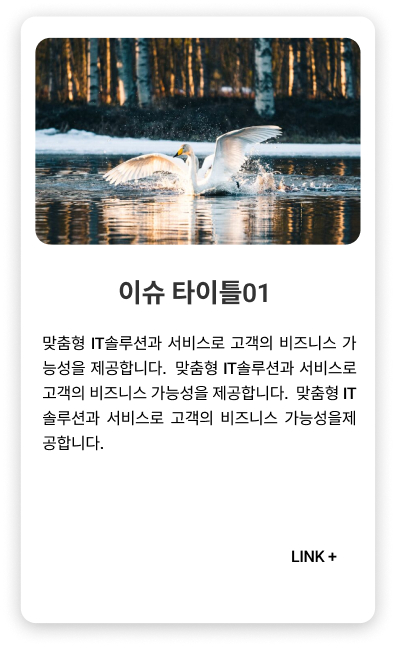 이슈 타이틀01
맞춤형 IT솔루션과 서비스로 고객의 비즈니스 가
능성을 제공합니다. 맞춤형 IT솔루션과 서비스로
고객의 비즈니스 가능성을 제공합니다. 맞춤형 IT
솔루션과 서비스로 고객의 비즈니스 가능성을제
공합니다.
LINK +